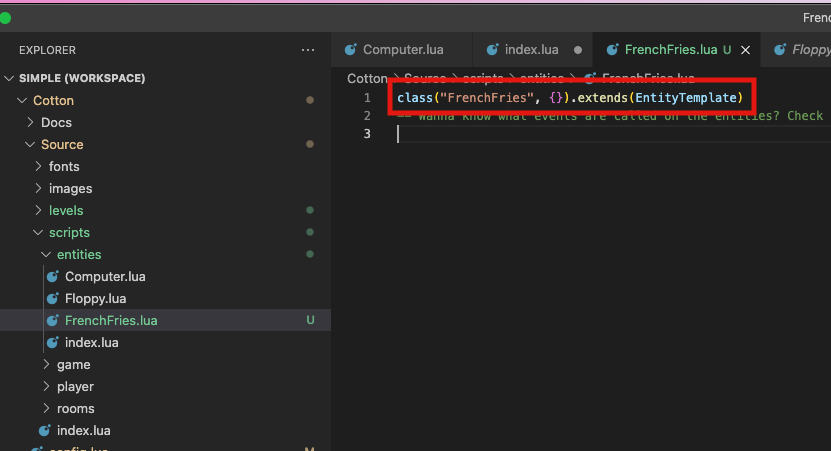 Frenc
EXPLORER
···
SIMPLE (WORKSPACE)
Cotton
Docs
Source
fonts
images
levels
scripts
entities
Computer.lua
Floppy.lua
FrenchFries.lua U
index.lua
game
player
rooms
index.lua
config.lua M
Computer.lua
index.lua
FrenchFries.lua U
Floppy
Cotton > Source > scripts > entities > FrenchFries.lua
1 class("FrenchFries", {}).extends(EntityTemplate)
2 -- Wanna know what events are called on the entities? Check
3